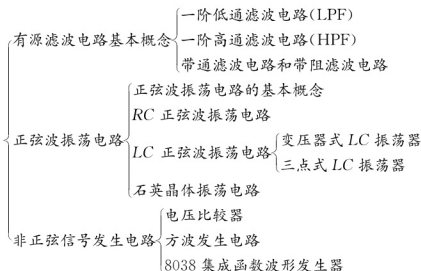 有源滤波电路基本概念
一阶低通滤波电路(LPF)
一阶高通滤波电路(HPF)
带通滤波电路和带阻滤波电路
正弦波振荡电路
正弦波振荡电路的基本概念
RC 正弦波振荡电路
LC 正弦波振荡电路
变压器式 LC 振荡器
三点式 LC 振荡器
石英晶体振荡电路
非正弦信号发生电路
电压比较器
方波发生电路
8038 集成函数波形发生器